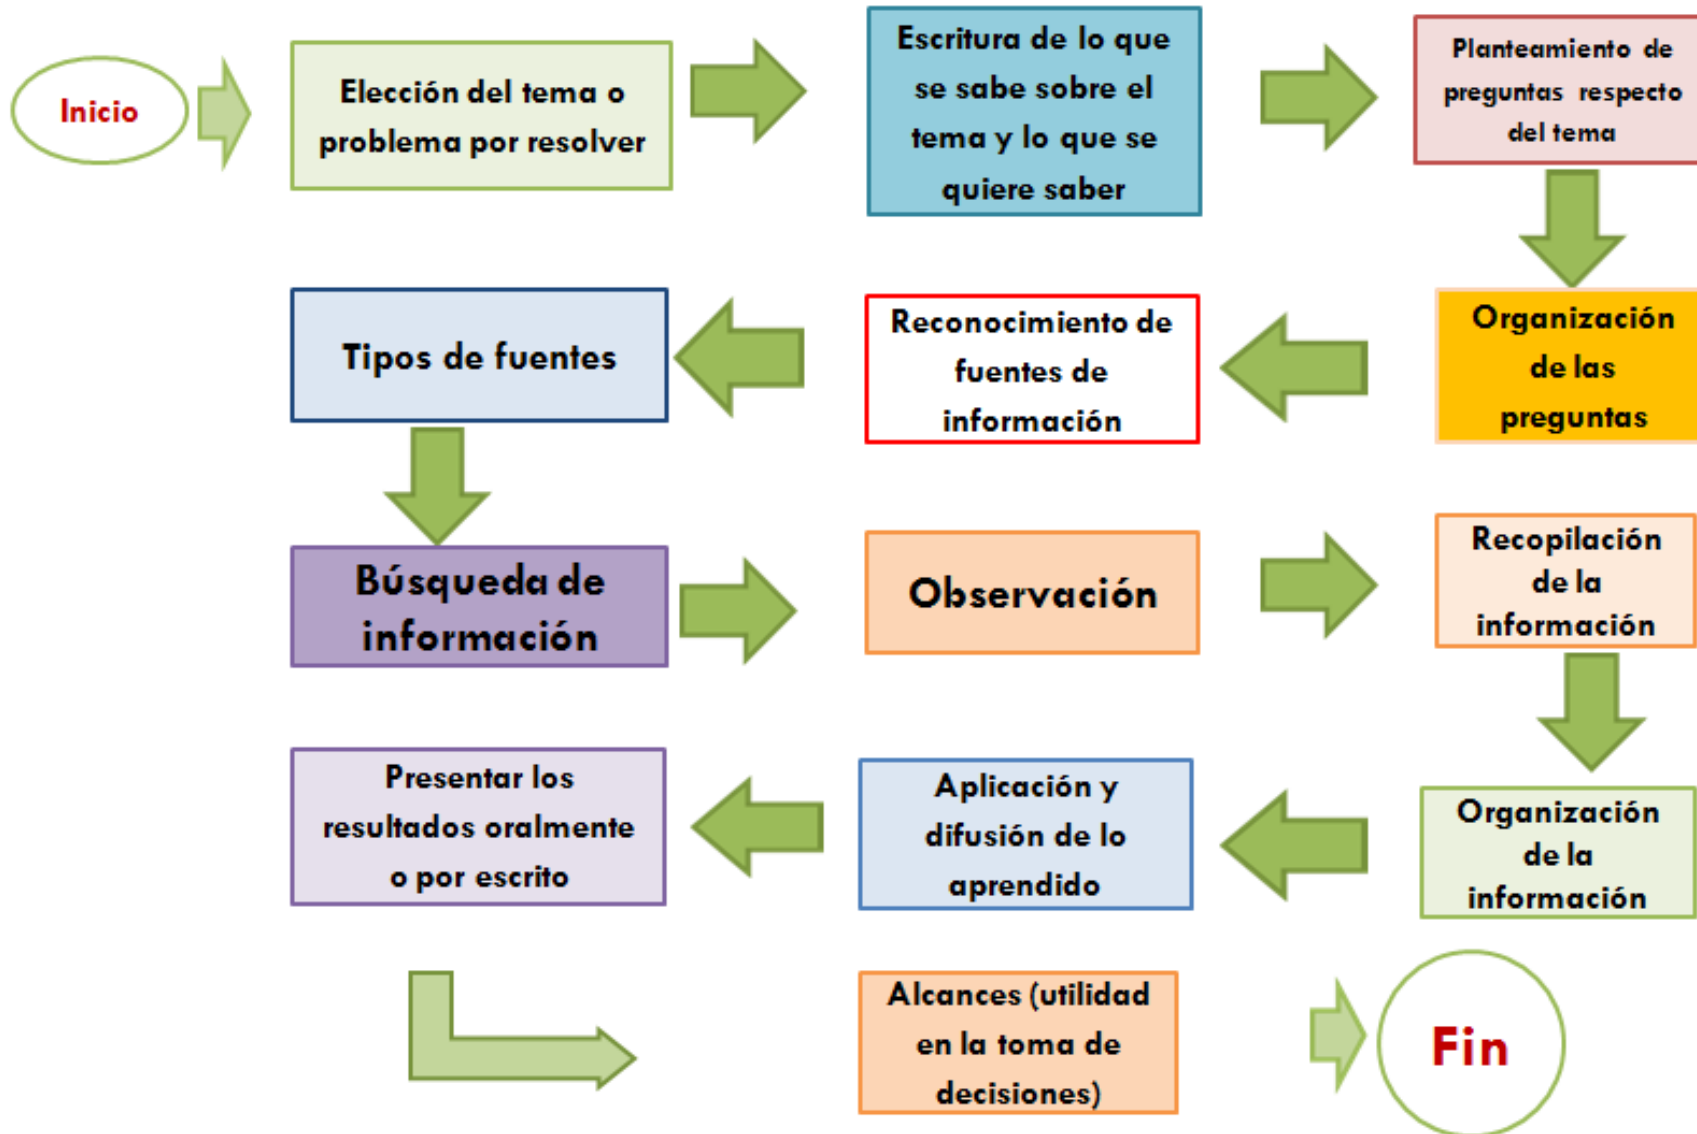 Inicio
Elección del tema o
problema por resolver
Escritura de lo que
se sabe sobre el
tema y lo que se
quiere saber
Planteamiento de
preguntas respecto
del tema
Organización
de las
preguntas
Reconocimiento de
fuentes de
información
Tipos de fuentes
Búsqueda de
información
Observación
Recopilación
de la
información
Organización
de la
información
Aplicación y
difusión de lo
aprendido
Presentar los
resultados oralmente
o por escrito
Alcances (utilidad
en la toma de
decisiones)
Fin